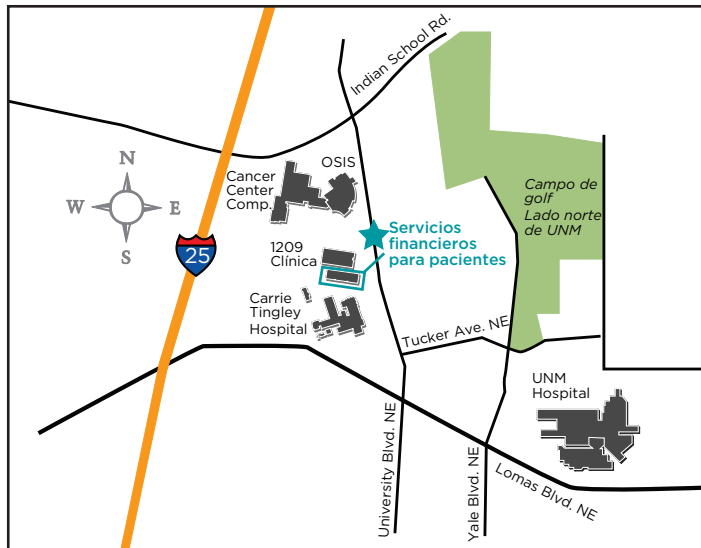 Indian School Rd.
N
W
E
S
Cancer
Center
Comp.
OSIS
Campo de
golf
Lado norte
de UNM
Servicios
financieros
para pacientes
1209
Clínica
25
Carrie
Tingley
Hospital
Tucker Ave. NE
UNM
Hospital
University Blvd. NE
Yale Blvd. NE
Lomas Blvd. NE